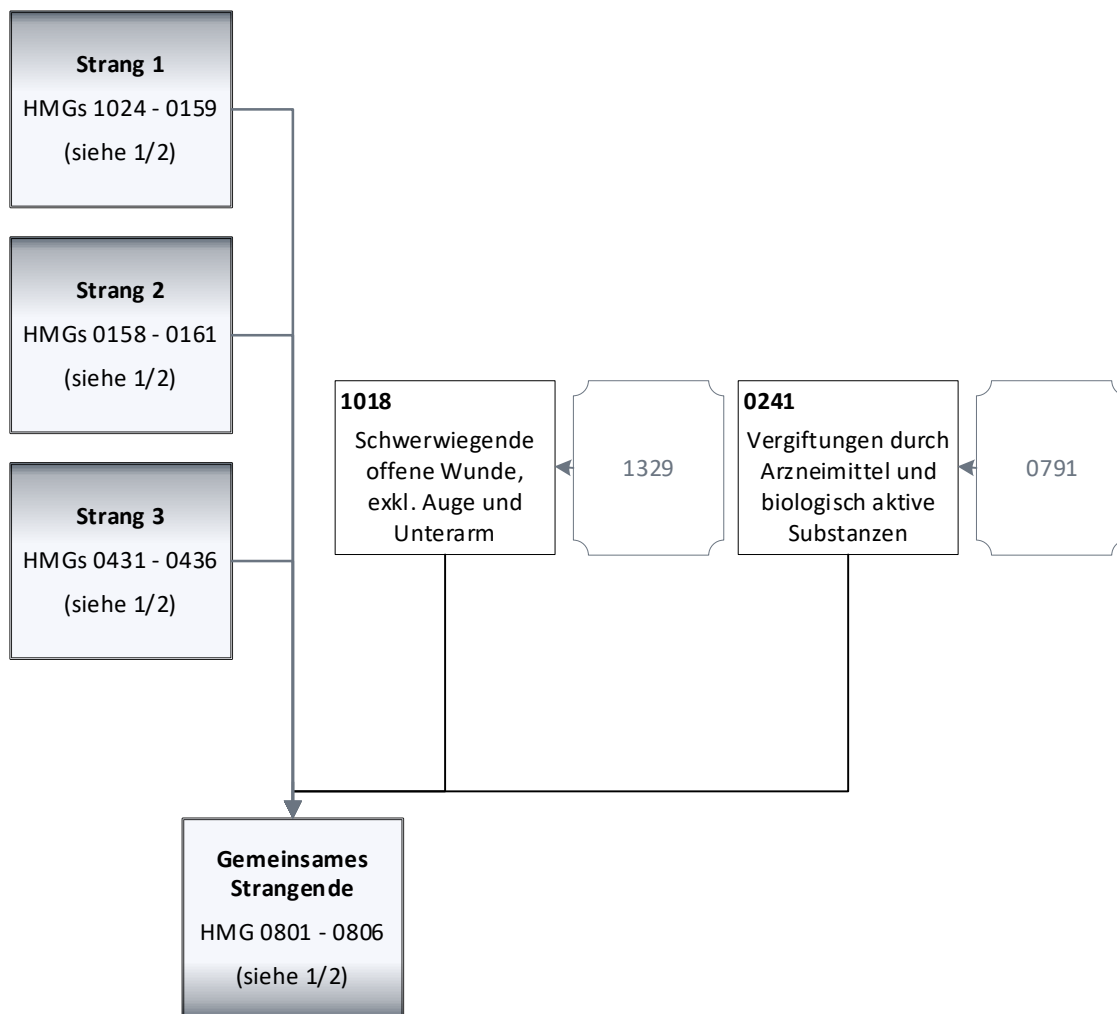 Strang 1
HMGs 1024 - 0159
(siehe 1/2)
Strang 2
HMGs 0158 - 0161
(siehe 1/2)
Strang 3
HMGs 0431 - 0436
(siehe 1/2)
1018
Schwerwiegende
offene Wunde,
exkl. Auge und
Unterarm
1329
0241
Vergiftungen durch
Arzneimittel und
biologisch aktive
Substanzen
0791
Gemeinsames
Strangende
HMG 0801 - 0806
(siehe 1/2)